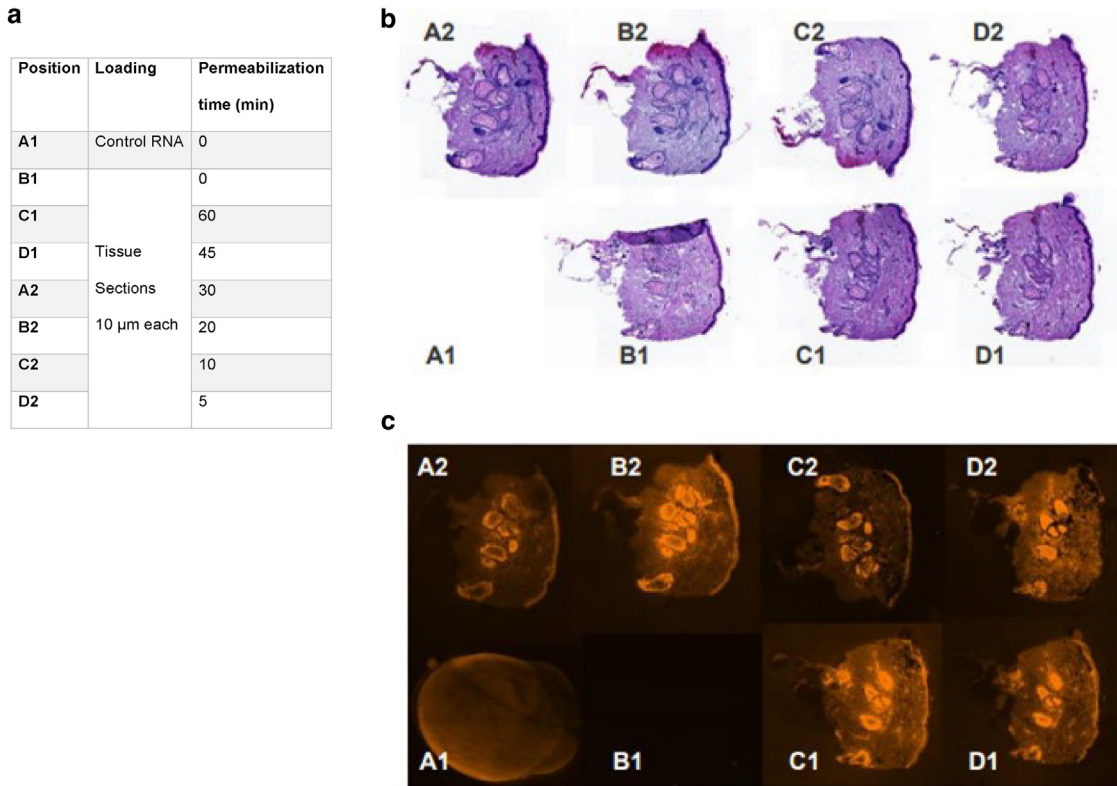 a
Position Loading Permeabilization
time (min)
A1 Control RNA 0
B1 0
C1 60
D1 Tissue 45
A2 Sections 30
B2 10 µm each 20
C2 10
D2 5
b
A2 B2 C2 D2
A1 B1 C1 D1
c
A2 B2 C2 D2
A1 B1 C1 D1